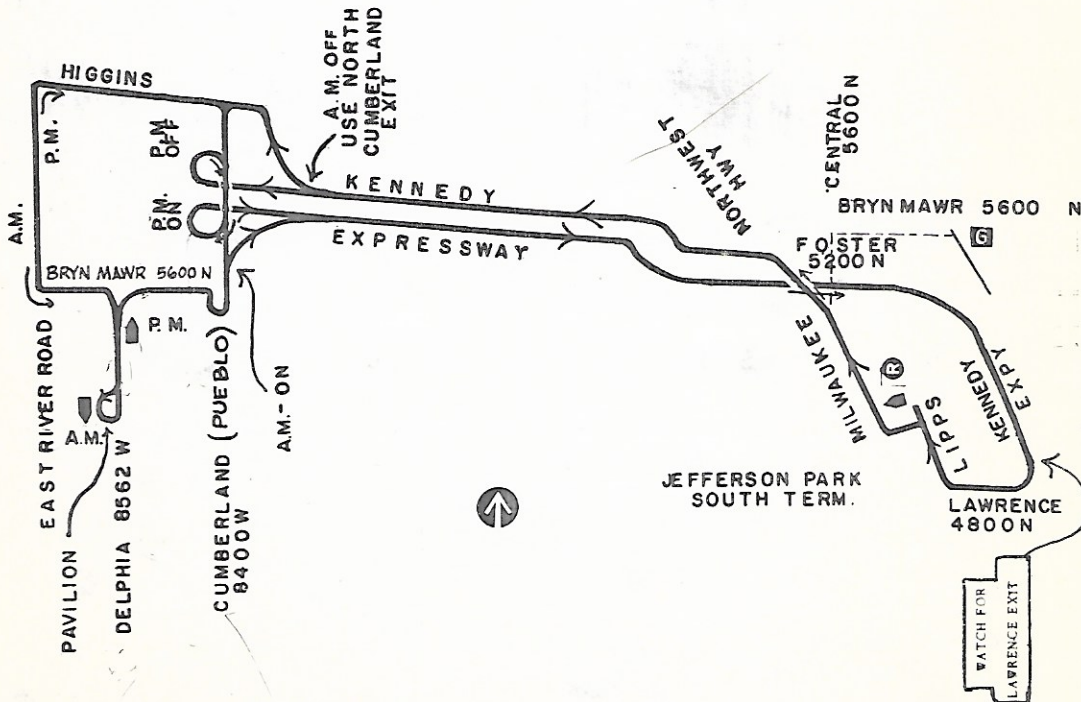 HIGGINS
P.M.
A.M.
P.M.
OFF
P.M.
ON
A.M. OFF
USE NORTH
CUMBERLAND
EXIT
KENNEDY
EXPRESSWAY
BRYN MAWR 5600 N
P.M.
A.M.
EAST RIVER ROAD
PAVILION
DELPHIA 8562 W
CUMBERLAND (PUEBLO)
8400 W
A.M.-ON
NORTHWEST
HWY
CENTRAL
5600 N
BRYN MAWR 5600 N
G
FOSTER
5200 N
MILWAUKEE
R
LIPPS
KENNEDY
EXPY
JEFFERSON PARK
SOUTH TERM.
LAWRENCE
4800 N
WATCH FOR
LAWRENCE EXIT